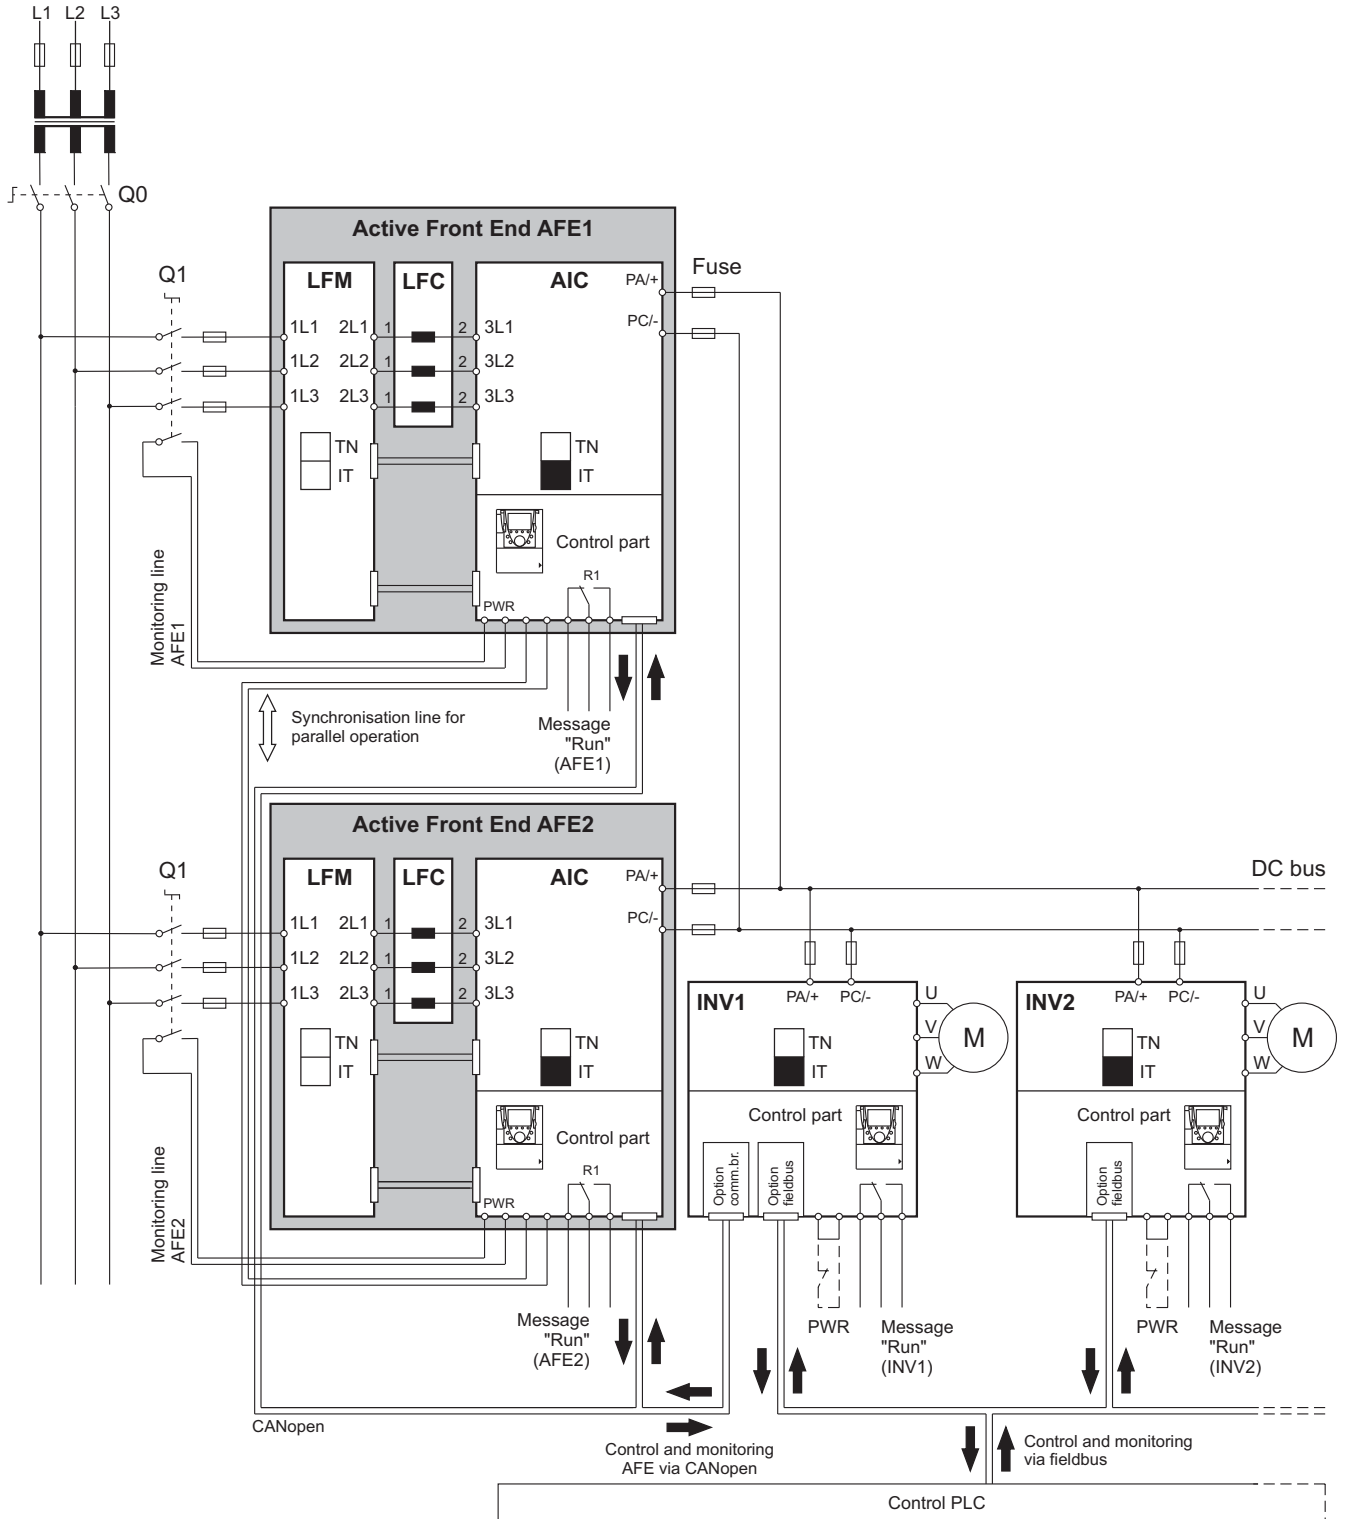 L1 L2 L3
Q0
Active Front End AFE1
Q1
LFM LFC AIC PA/+ Fuse
PC/-
1L1 2L1 1 2 3L1
1L2 2L2 1 2 3L2
1L3 2L3 1 2 3L3
TN TN
IT IT
Control part
R1
PWR
Monitoring line
AFE1
Synchronisation line for
parallel operation
Message
"Run"
(AFE1)
Active Front End AFE2
Q1
LFM LFC AIC PA/+ DC bus
PC/-
1L1 2L1 1 2 3L1
1L2 2L2 1 2 3L2
1L3 2L3 1 2 3L3
TN TN
IT IT
Control part
R1
PWR
Monitoring line
AFE2
INV1 PA/+ PC/- U
V
W
M
TN
IT
Control part
Option
comm.br.
Option
fieldbus
INV2 PA/+ PC/- U
V
W
M
TN
IT
Control part
Option
fieldbus
Message
"Run"
(AFE2)
PWR
Message
"Run"
(INV1)
PWR
Message
"Run"
(INV2)
CANopen
Control and monitoring
AFE via CANopen
Control and monitoring
via fieldbus
Control PLC